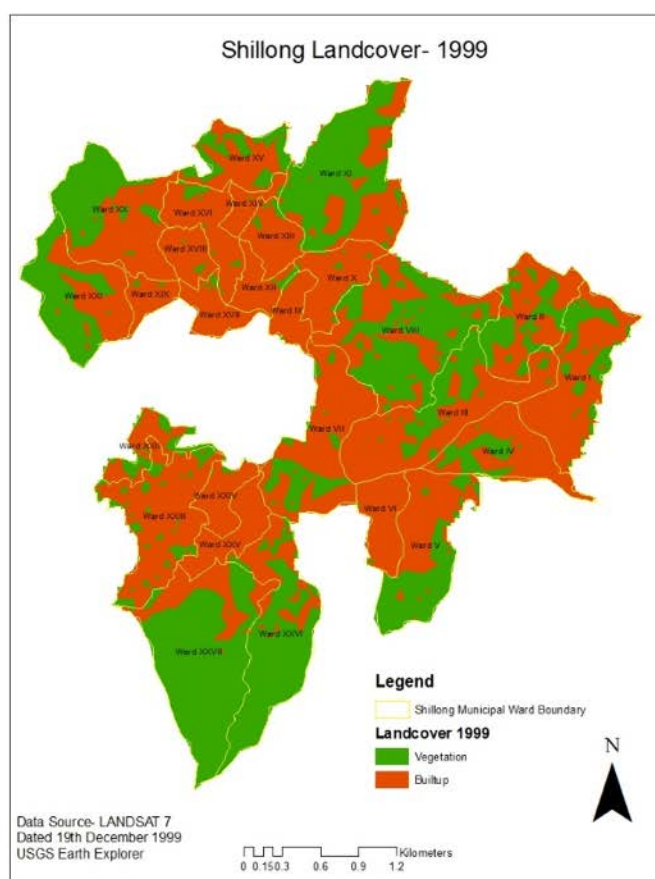 Shillong Landcover- 1999
Ward XV
Ward XI
Ward XX
Ward XVI
Ward XIV
Ward XIII
Ward XVIII
Ward X
Ward XXI
Ward XIX
Ward XII
Ward XVII
Ward IX
Ward II
Ward VIII
Ward I
Ward III
Ward VII
Ward IV
Ward XXIV
Ward VI
Ward XXIII
Ward XXV
Ward V
Ward XXVI
Ward XXVII
Legend
Shillong Municipal Ward Boundary
Landcover 1999
Vegetation
Builtup
N
Data Source- LANDSAT 7
Dated 19th December 1999
USGS Earth Explorer
Kilometers
0 0.150.3 0.6 0.9 1.2